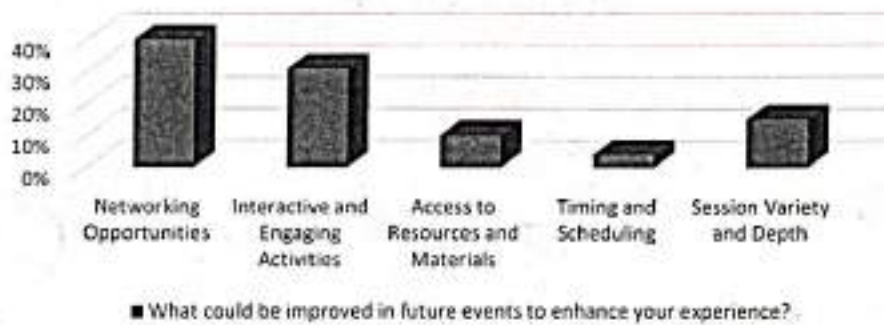 40%
30%
20%
10%
0%
Networking
Opportunities
Interactive and
Engaging
Activities
Access to
Resources and
Materials
Timing and
Scheduling
Session Variety
and Depth
■ What could be improved in future events to enhance your experience?